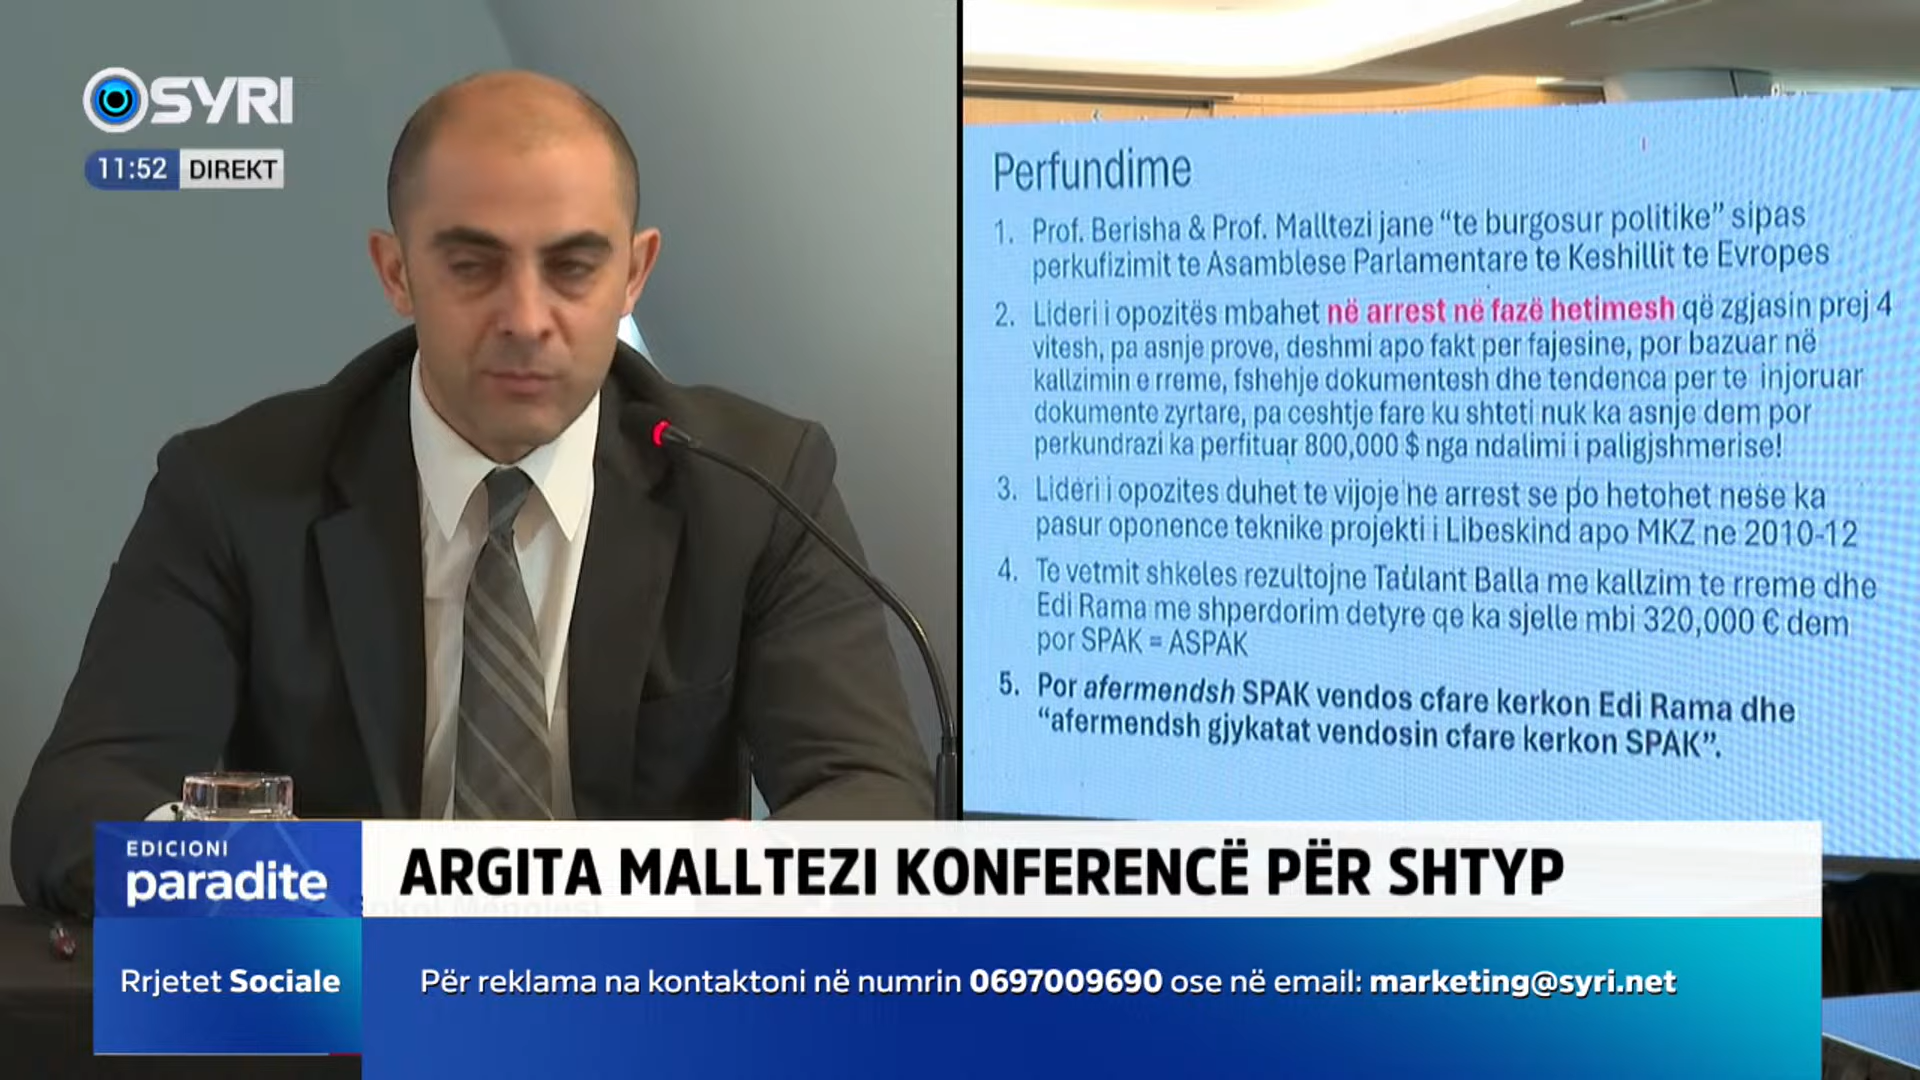 SYRI
11:52 DIREKT
Perfundime
1. Prof. Berisha & Prof. Malltezi jane “te burgosur politike” sipas
perkufizimit te Asamblese Parlamentare te Keshillit te Evropes
2. Lideri i opozitës mbahet në arrest në fazë hetimesh që zgjasin prej 4
vitesh, pa asnje prove, deshmi apo fakt per fajesine, por bazuar në
kallzimin e rreme, fshehje dokumentesh dhe tendenca per te injoruar
dokumente zyrtare, pa ceshtje fare ku shteti nuk ka asnje dem por
perkundrazi ka perfituar 800,000 $ nga ndalimi i paligjshmerise!
3. Lideri i opozites duhet te vijoje ne arrest se po hetohet nese ka
pasur oponence teknike projekti i Libeskind apo MKZ ne 2010-12
4. Te vetmit shkeles rezultojne Taulant Balla me kallzim te rreme dhe
Edi Rama me shperdorim detyre qe ka sjelle mbi 320,000 € dem
por SPAK = ASPAK
5. Por afermendsh SPAK vendos cfare kerkon Edi Rama dhe
“afermendsh gjykatat vendosin cfare kerkon SPAK”.
EDICIONI
paradite
ARGITA MALLTEZI KONFERENCË PËR SHTYP
Rrjetet Sociale
Për reklama na kontaktoni në numrin 0697009690 ose në email: marketing@syri.net